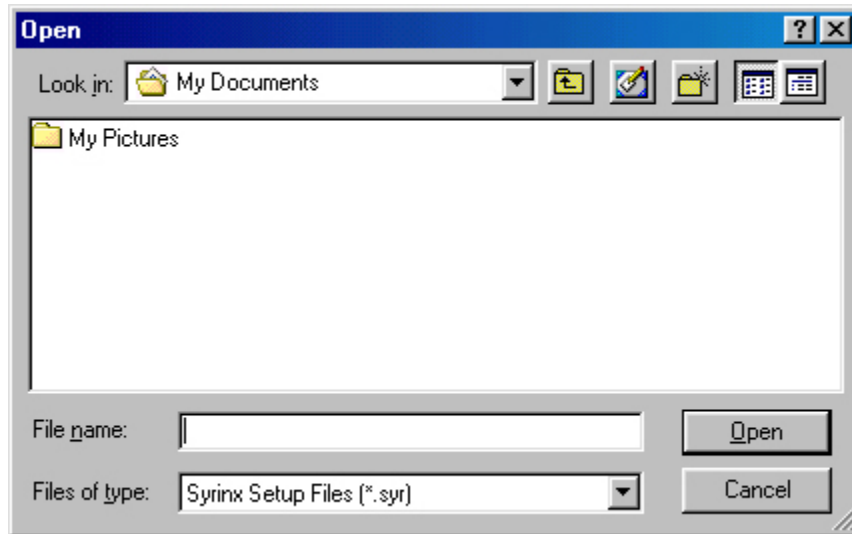 Open
Look in: My Documents
My Pictures
File name: Open
Files of type: Syrinx Setup Files (*.syr) Cancel